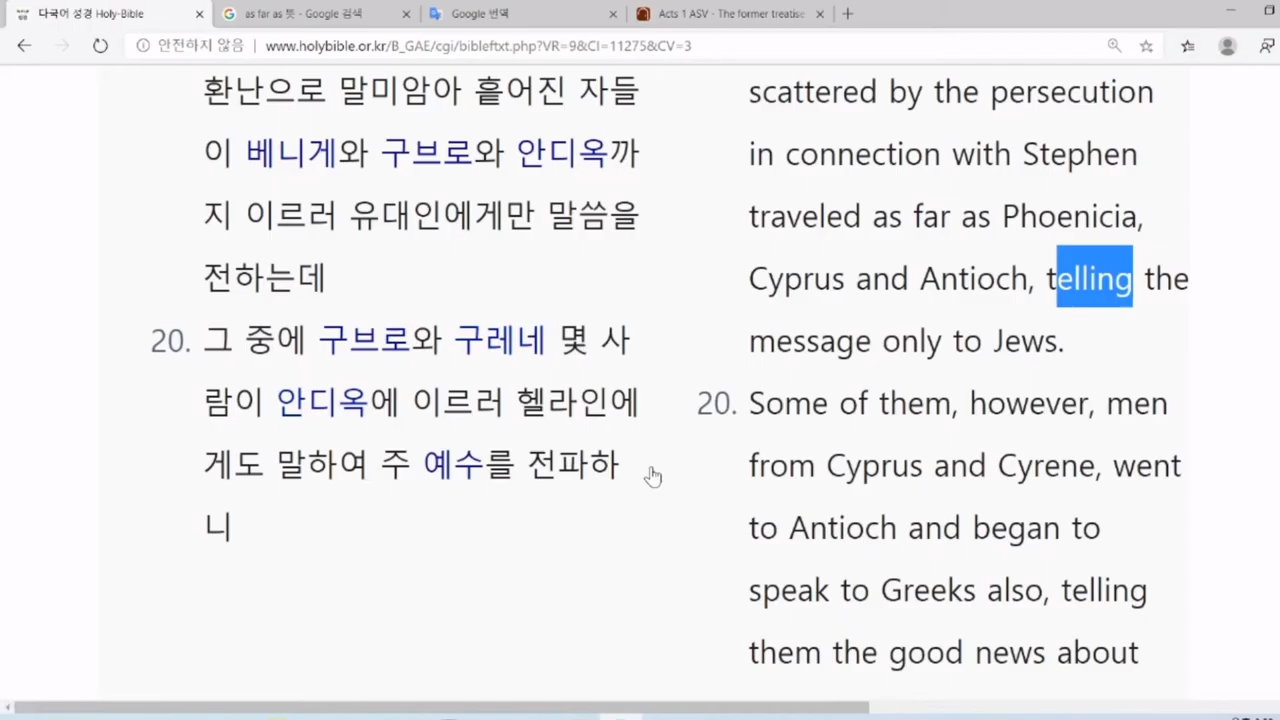 다국어 성경 Holy-Bible
as far as 뜻 - Google 검색
Google 번역
Acts 1 ASV - The former treatise
안전하지 않음 | www.holybible.or.kr/B_GAE/cgi/bibleftxt.php?VR=9&CI=11275&CV=3
환난으로 말미암아 흩어진 자들
이 베니게와 구브로와 안디옥까
지 이르러 유대인에게만 말씀을
전하는데
20. 그 중에 구브로와 구레네 몇 사
람이 안디옥에 이르러 헬라인에
게도 말하여 주 예수를 전파하
니
scattered by the persecution
in connection with Stephen
traveled as far as Phoenicia,
Cyprus and Antioch, telling the
message only to Jews.
20. Some of them, however, men
from Cyprus and Cyrene, went
to Antioch and began to
speak to Greeks also, telling
them the good news about